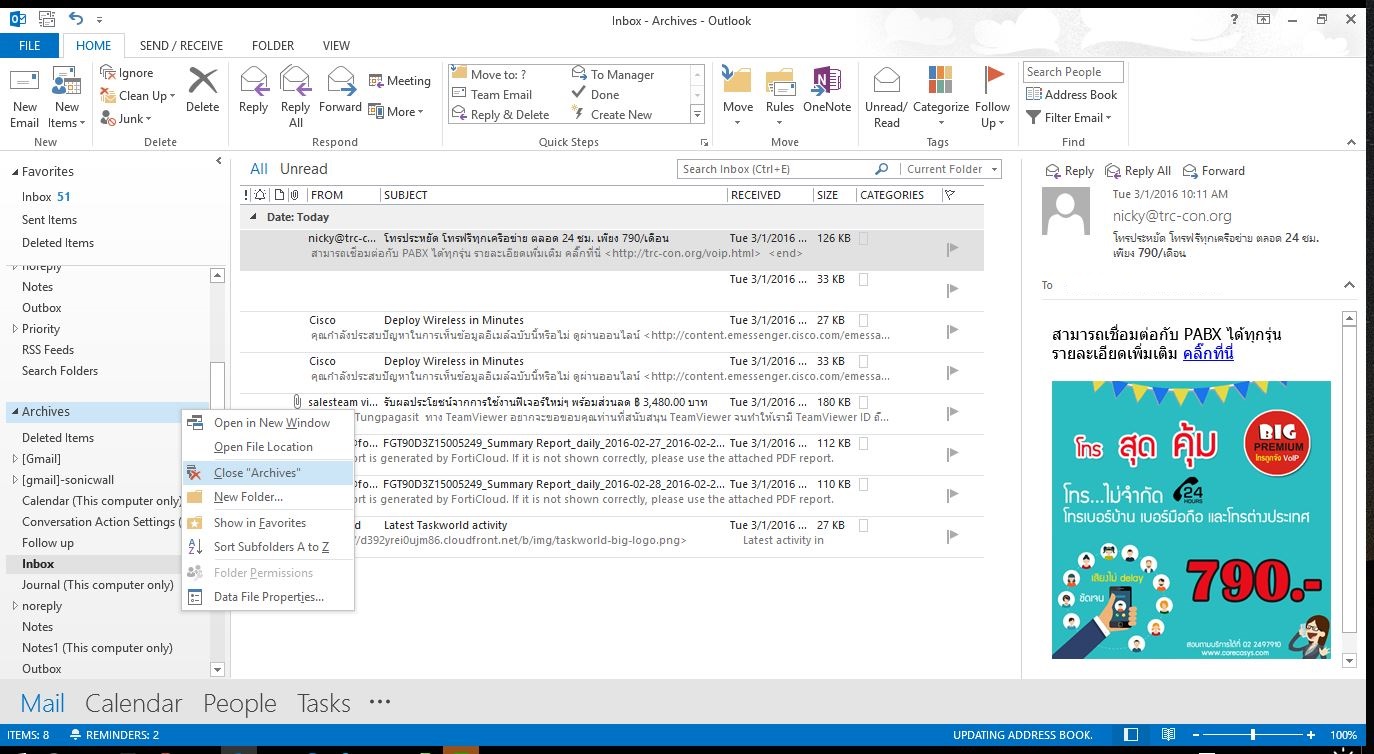 Inbox - Archives - Outlook
?
FILE
HOME
SEND / RECEIVE
FOLDER
VIEW
New Email
New Items
New
Ignore
Clean Up
Junk
Delete
Delete
Reply
Reply All
Forward
Meeting
More
Respond
Move to: ?
Team Email
Reply & Delete
To Manager
Done
Create New
Quick Steps
Move
Rules
OneNote
Move
Unread/ Read
Categorize
Follow Up
Tags
Search People
Address Book
Filter Email
Find
Favorites
Inbox 51
Sent Items
Deleted Items
noreply
Notes
Outbox
Priority
RSS Feeds
Search Folders
Archives
Deleted Items
[Gmail]
[gmail]-sonicwall
Calendar (This computer only)
Conversation Action Settings (
Follow up
Inbox
Journal (This computer only)
noreply
Notes
Notes1 (This computer only)
Outbox
Open in New Window
Open File Location
Close "Archives"
New Folder...
Show in Favorites
Sort Subfolders A to Z
Folder Permissions
Data File Properties...
All Unread
Search Inbox (Ctrl+E)
Current Folder
! FROM SUBJECT RECEIVED SIZE CATEGORIES
Date: Today
nicky@trc-c... โทรประหยัด โทรฟรีทุกเครือข่าย ตลอด 24 ชม. เพียง 790/เดือน Tue 3/1/2016 ... 126 KB
สามารถเชื่อมต่อกับ PABX ได้ทุกรุ่น รายละเอียดเพิ่มเติม คลิ๊กที่นี่ <http://trc-con.org/voip.html> <end>
Tue 3/1/2016 ... 33 KB
Cisco Deploy Wireless in Minutes Tue 3/1/2016 ... 27 KB
คุณกำลังประสบปัญหาในการเห็นข้อมูลอีเมล์ฉบับนี้หรือไม่ ดูผ่านออนไลน์ <http://content.emessenger.cisco.com/emessa...
Cisco Deploy Wireless in Minutes Tue 3/1/2016 ... 33 KB
คุณกำลังประสบปัญหาในการเห็นข้อมูลอีเมล์ฉบับนี้หรือไม่ ดูผ่านออนไลน์ <http://content.emessenger.cisco.com/emessa...
salesteam vi... รับผลประโยชน์จากการใช้งานฟีเจอร์ใหม่ๆ พร้อมส่วนลด ฿ 3,480.00 บาท Tue 3/1/2016 ... 180 KB
Tungpagasit ทาง TeamViewer อยากจะขอขอบคุณท่านที่สนับสนุน TeamViewer จนทำให้เรามี TeamViewer ID ถึ...
fo... FGT90D3Z15005249_Summary Report_daily_2016-02-27_2016-02-2... Tue 3/1/2016 ... 112 KB
rt is generated by FortiCloud. If it is not shown correctly, please use the attached PDF report.
fo... FGT90D3Z15005249_Summary Report_daily_2016-02-28_2016-02-2... Tue 3/1/2016 ... 110 KB
rt is generated by FortiCloud. If it is not shown correctly, please use the attached PDF report.
d Latest Taskworld activity Tue 3/1/2016 ... 27 KB
//d392yrei0ujm86.cloudfront.net/b/img/taskworld-big-logo.png> Latest activity in
Reply Reply All Forward
Tue 3/1/2016 10:11 AM
nicky@trc-con.org
โทรประหยัด โทรฟรีทุกเครือข่าย ตลอด 24 ชม.
เพียง 790/เดือน
To
สามารถเชื่อมต่อกับ PABX ได้ทุกรุ่น
รายละเอียดเพิ่มเติม คลิ๊กที่นี่
โทร สุด คุ้ม
BIG
PREMIUM
โทรถูกจัง VoIP
โทร...ไม่จำกัด 24 HOURS
โทรเบอร์บ้าน เบอร์มือถือ และโทรต่างประเทศ
เสียงไม่ delay
ชัดเจน
790.-
สอบถามบริการได้ที่ 02 2497910
www.corecasys.com
Mail Calendar People Tasks ...
ITEMS: 8 REMINDERS: 2
UPDATING ADDRESS BOOK.
100%